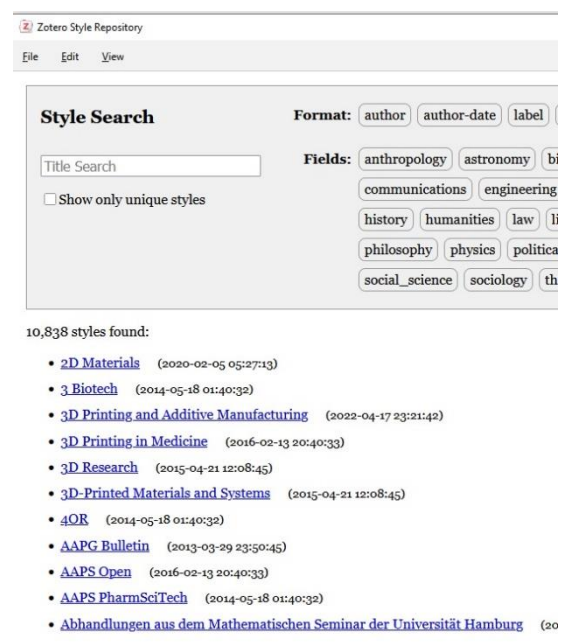 Zotero Style Repository
File Edit View
Style Search
Format: author author-date label
Title Search
Fields: anthropology astronomy
Show only unique styles
communications engineering
history humanities law
philosophy physics
social_science sociology
10,838 styles found:
2D Materials (2020-02-05 05:27:13)
3 Biotech (2014-05-18 01:40:32)
3D Printing and Additive Manufacturing (2022-04-17 23:21:42)
3D Printing in Medicine (2016-02-13 20:40:33)
3D Research (2015-04-21 12:08:45)
3D-Printed Materials and Systems (2015-04-21 12:08:45)
4OR (2014-05-18 01:40:32)
AAPG Bulletin (2013-03-29 23:50:45)
AAPS Open (2016-02-13 20:40:33)
AAPS PharmSciTech (2014-05-18 01:40:32)
Abhandlungen aus dem Mathematischen Seminar der Universität Hamburg